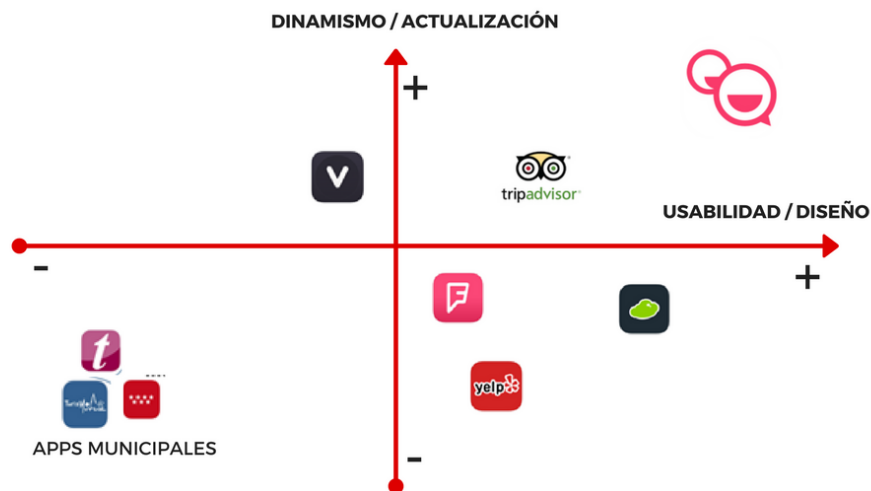 DINAMISMO / ACTUALIZACIÓN
+
V
tripadvisor
USABILIDAD / DISEÑO
-
+
F
t
yelp
APPS MUNICIPALES
-